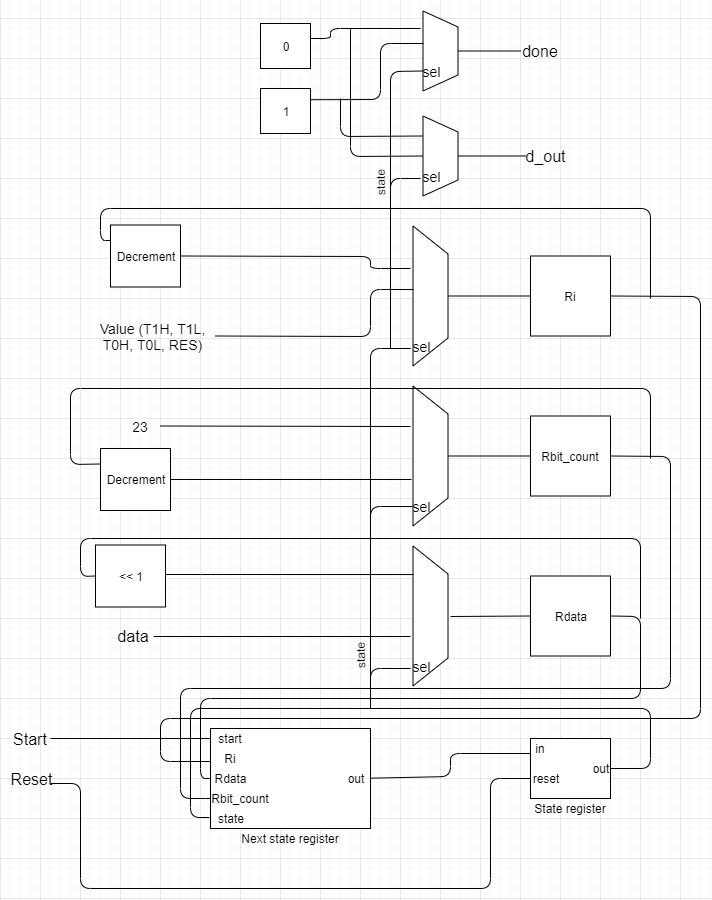 0
done
sel
1
d_out
state
sel
Decrement
Ri
Value (T1H, T1L,
T0H, T0L, RES)
sel
23
Rbit_count
Decrement
sel
<< 1
Rdata
data
state
sel
Start
start
in
Ri
out
Reset
Rdata
out
reset
Rbit_count
state
State register
Next state register